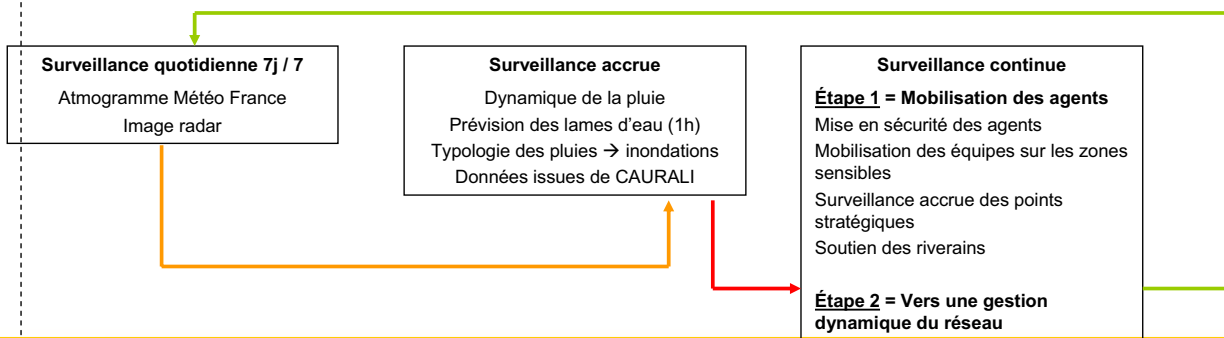 Surveillance quotidienne 7j / 7
Atmogramme Météo France
Image radar
Surveillance accrue
Dynamique de la pluie
Prévision des lames d'eau (1h)
Typologie des pluies → inondations
Données issues de CAURALI
Surveillance continue
Étape 1 = Mobilisation des agents
Mise en sécurité des agents
Mobilisation des équipes sur les zones
sensibles
Surveillance accrue des points
stratégiques
Soutien des riverains
Étape 2 = Vers une gestion
dynamique du réseau